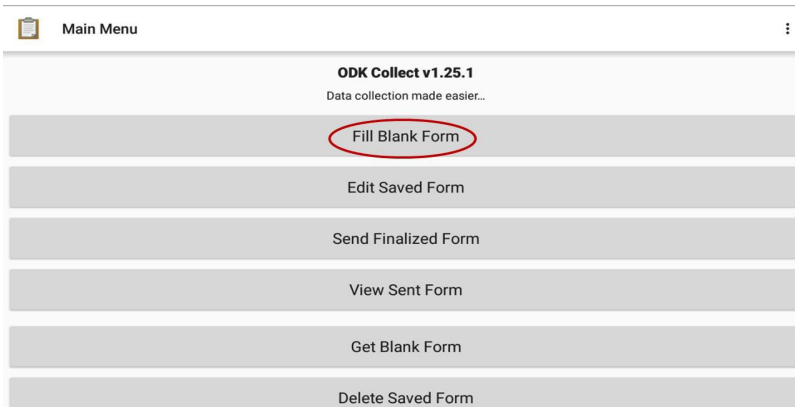 Main Menu
ODK Collect v1.25.1
Data collection made easier...
Fill Blank Form
Edit Saved Form
Send Finalized Form
View Sent Form
Get Blank Form
Delete Saved Form